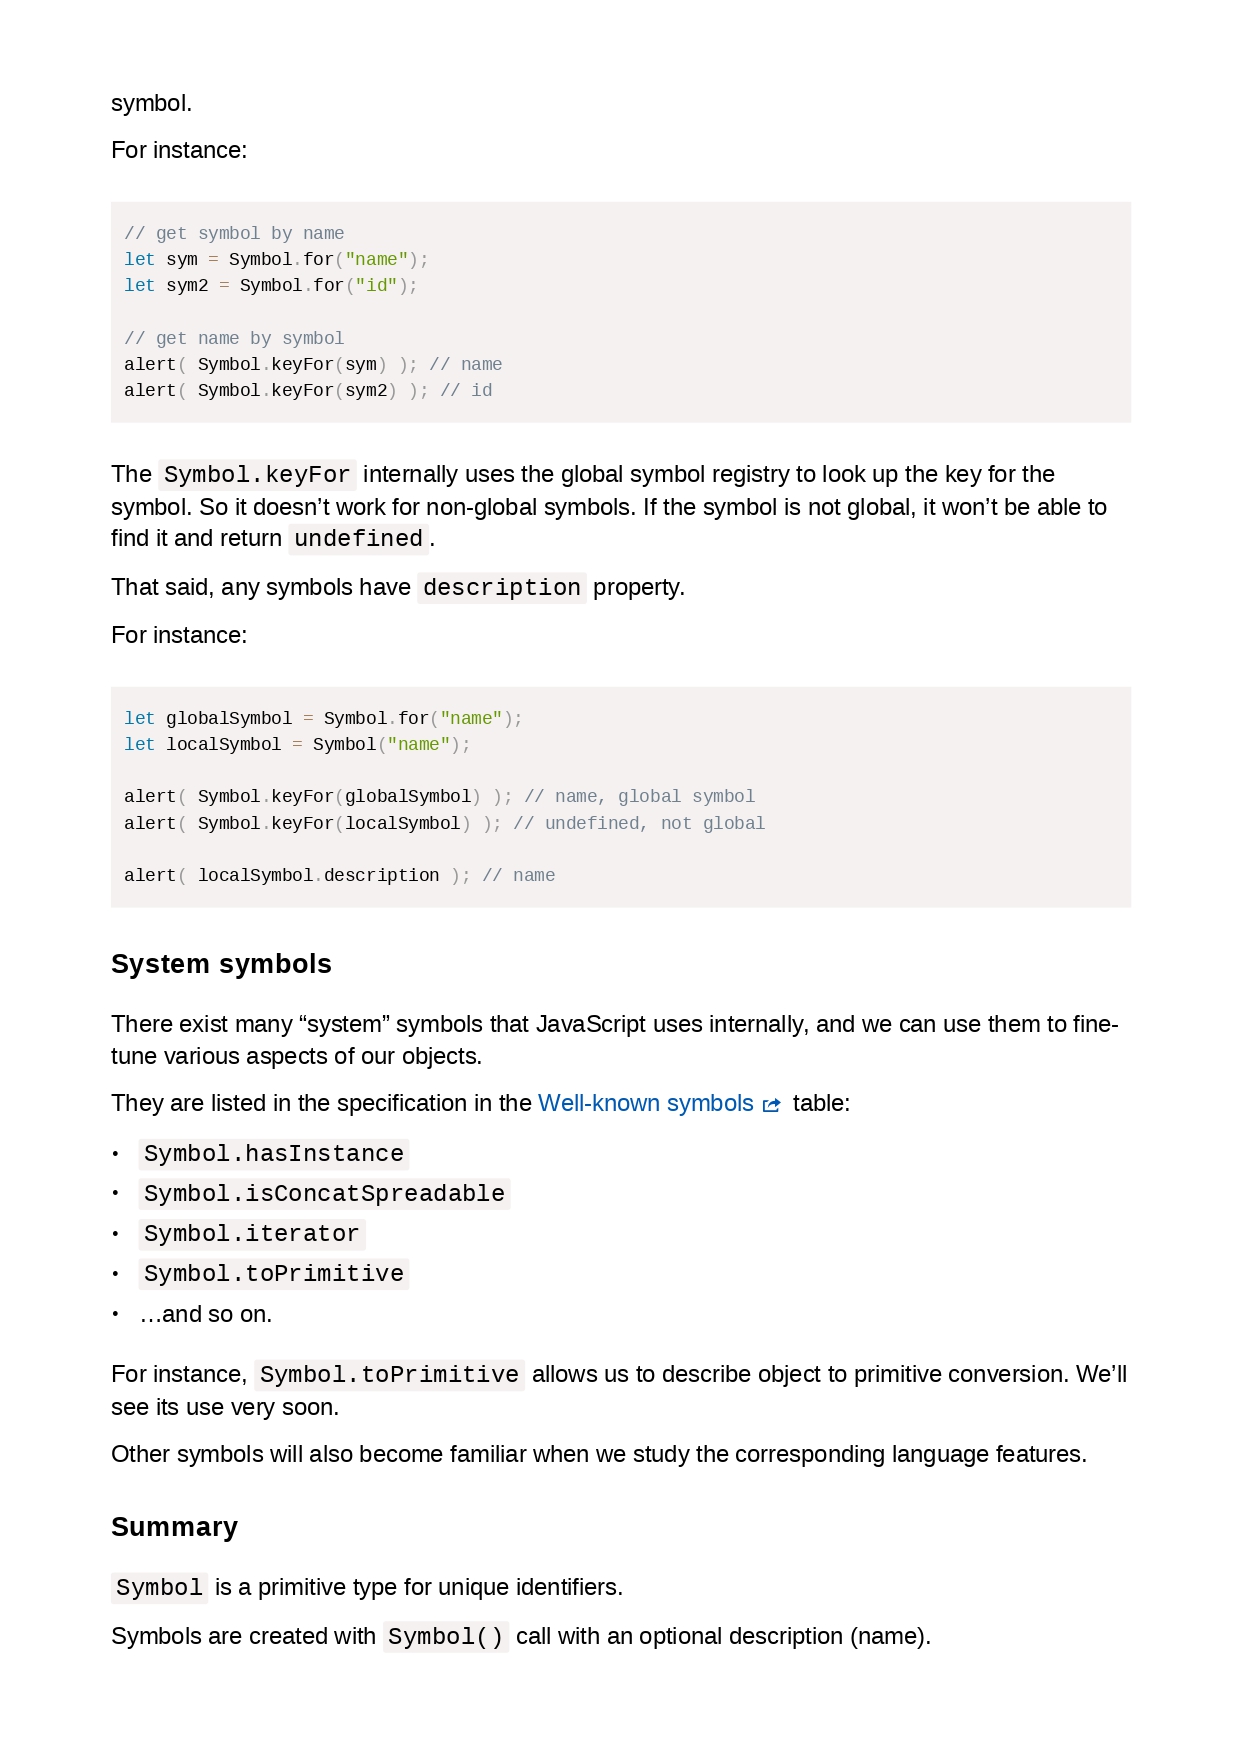 symbol.
For instance:
// get symbol by name
let sym = Symbol.for("name");
let sym2 = Symbol.for("id");
// get name by symbol
alert( Symbol.keyFor(sym) ); // name
alert( Symbol.keyFor(sym2) ); // id
The Symbol.keyFor internally uses the global symbol registry to look up the key for the
symbol. So it doesn’t work for non-global symbols. If the symbol is not global, it won’t be able to
find it and return undefined.
That said, any symbols have description property.
For instance:
let globalSymbol = Symbol.for("name");
let localSymbol = Symbol("name");
alert( Symbol.keyFor(globalSymbol) ); // name, global symbol
alert( Symbol.keyFor(localSymbol) ); // undefined, not global
alert( localSymbol.description ); // name
System symbols
There exist many “system” symbols that JavaScript uses internally, and we can use them to fine-
tune various aspects of our objects.
They are listed in the specification in the Well-known symbols table:
• Symbol.hasInstance
• Symbol.isConcatSpreadable
• Symbol.iterator
• Symbol.toPrimitive
• …and so on.
For instance, Symbol.toPrimitive allows us to describe object to primitive conversion. We’ll
see its use very soon.
Other symbols will also become familiar when we study the corresponding language features.
Summary
Symbol is a primitive type for unique identifiers.
Symbols are created with Symbol() call with an optional description (name).